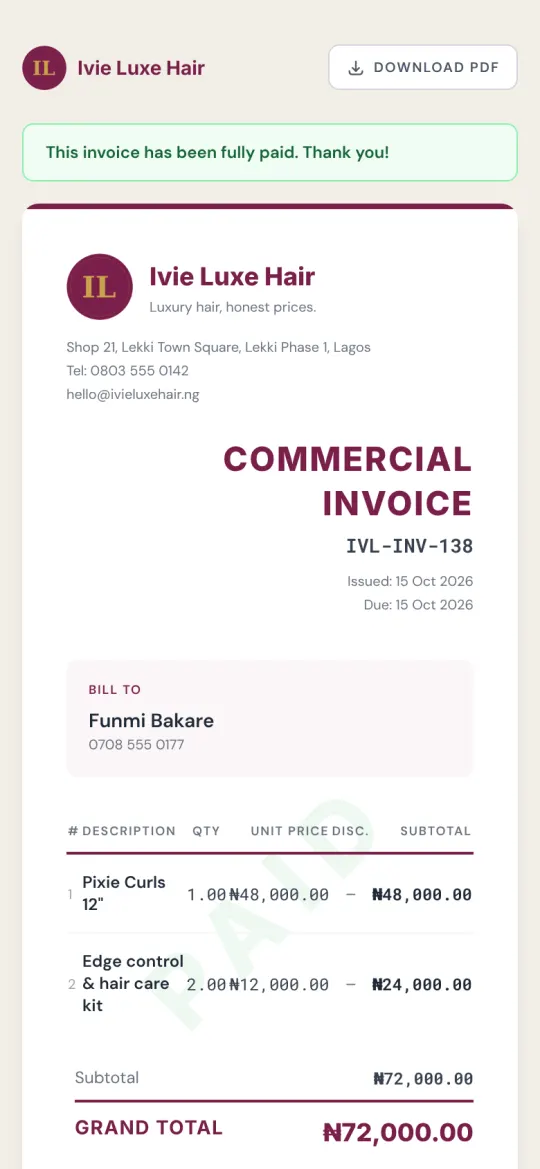 IL Ivie Luxe Hair DOWNLOAD PDF
This invoice has been fully paid. Thank you!
IL Ivie Luxe Hair
Luxury hair, honest prices.
Shop 21, Lekki Town Square, Lekki Phase 1, Lagos
Tel: 0803 555 0142
hello@ivieluxehair.ng
COMMERCIAL
INVOICE
IVL-INV-138
Issued: 15 Oct 2026
Due: 15 Oct 2026
BILL TO
Funmi Bakare
0708 555 0177
PAID
# DESCRIPTION QTY UNIT PRICE DISC. SUBTOTAL
1 Pixie Curls 12" 1.00 ₦48,000.00 – ₦48,000.00
2 Edge control & hair care kit 2.00 ₦12,000.00 – ₦24,000.00
Subtotal ₦72,000.00
GRAND TOTAL ₦72,000.00